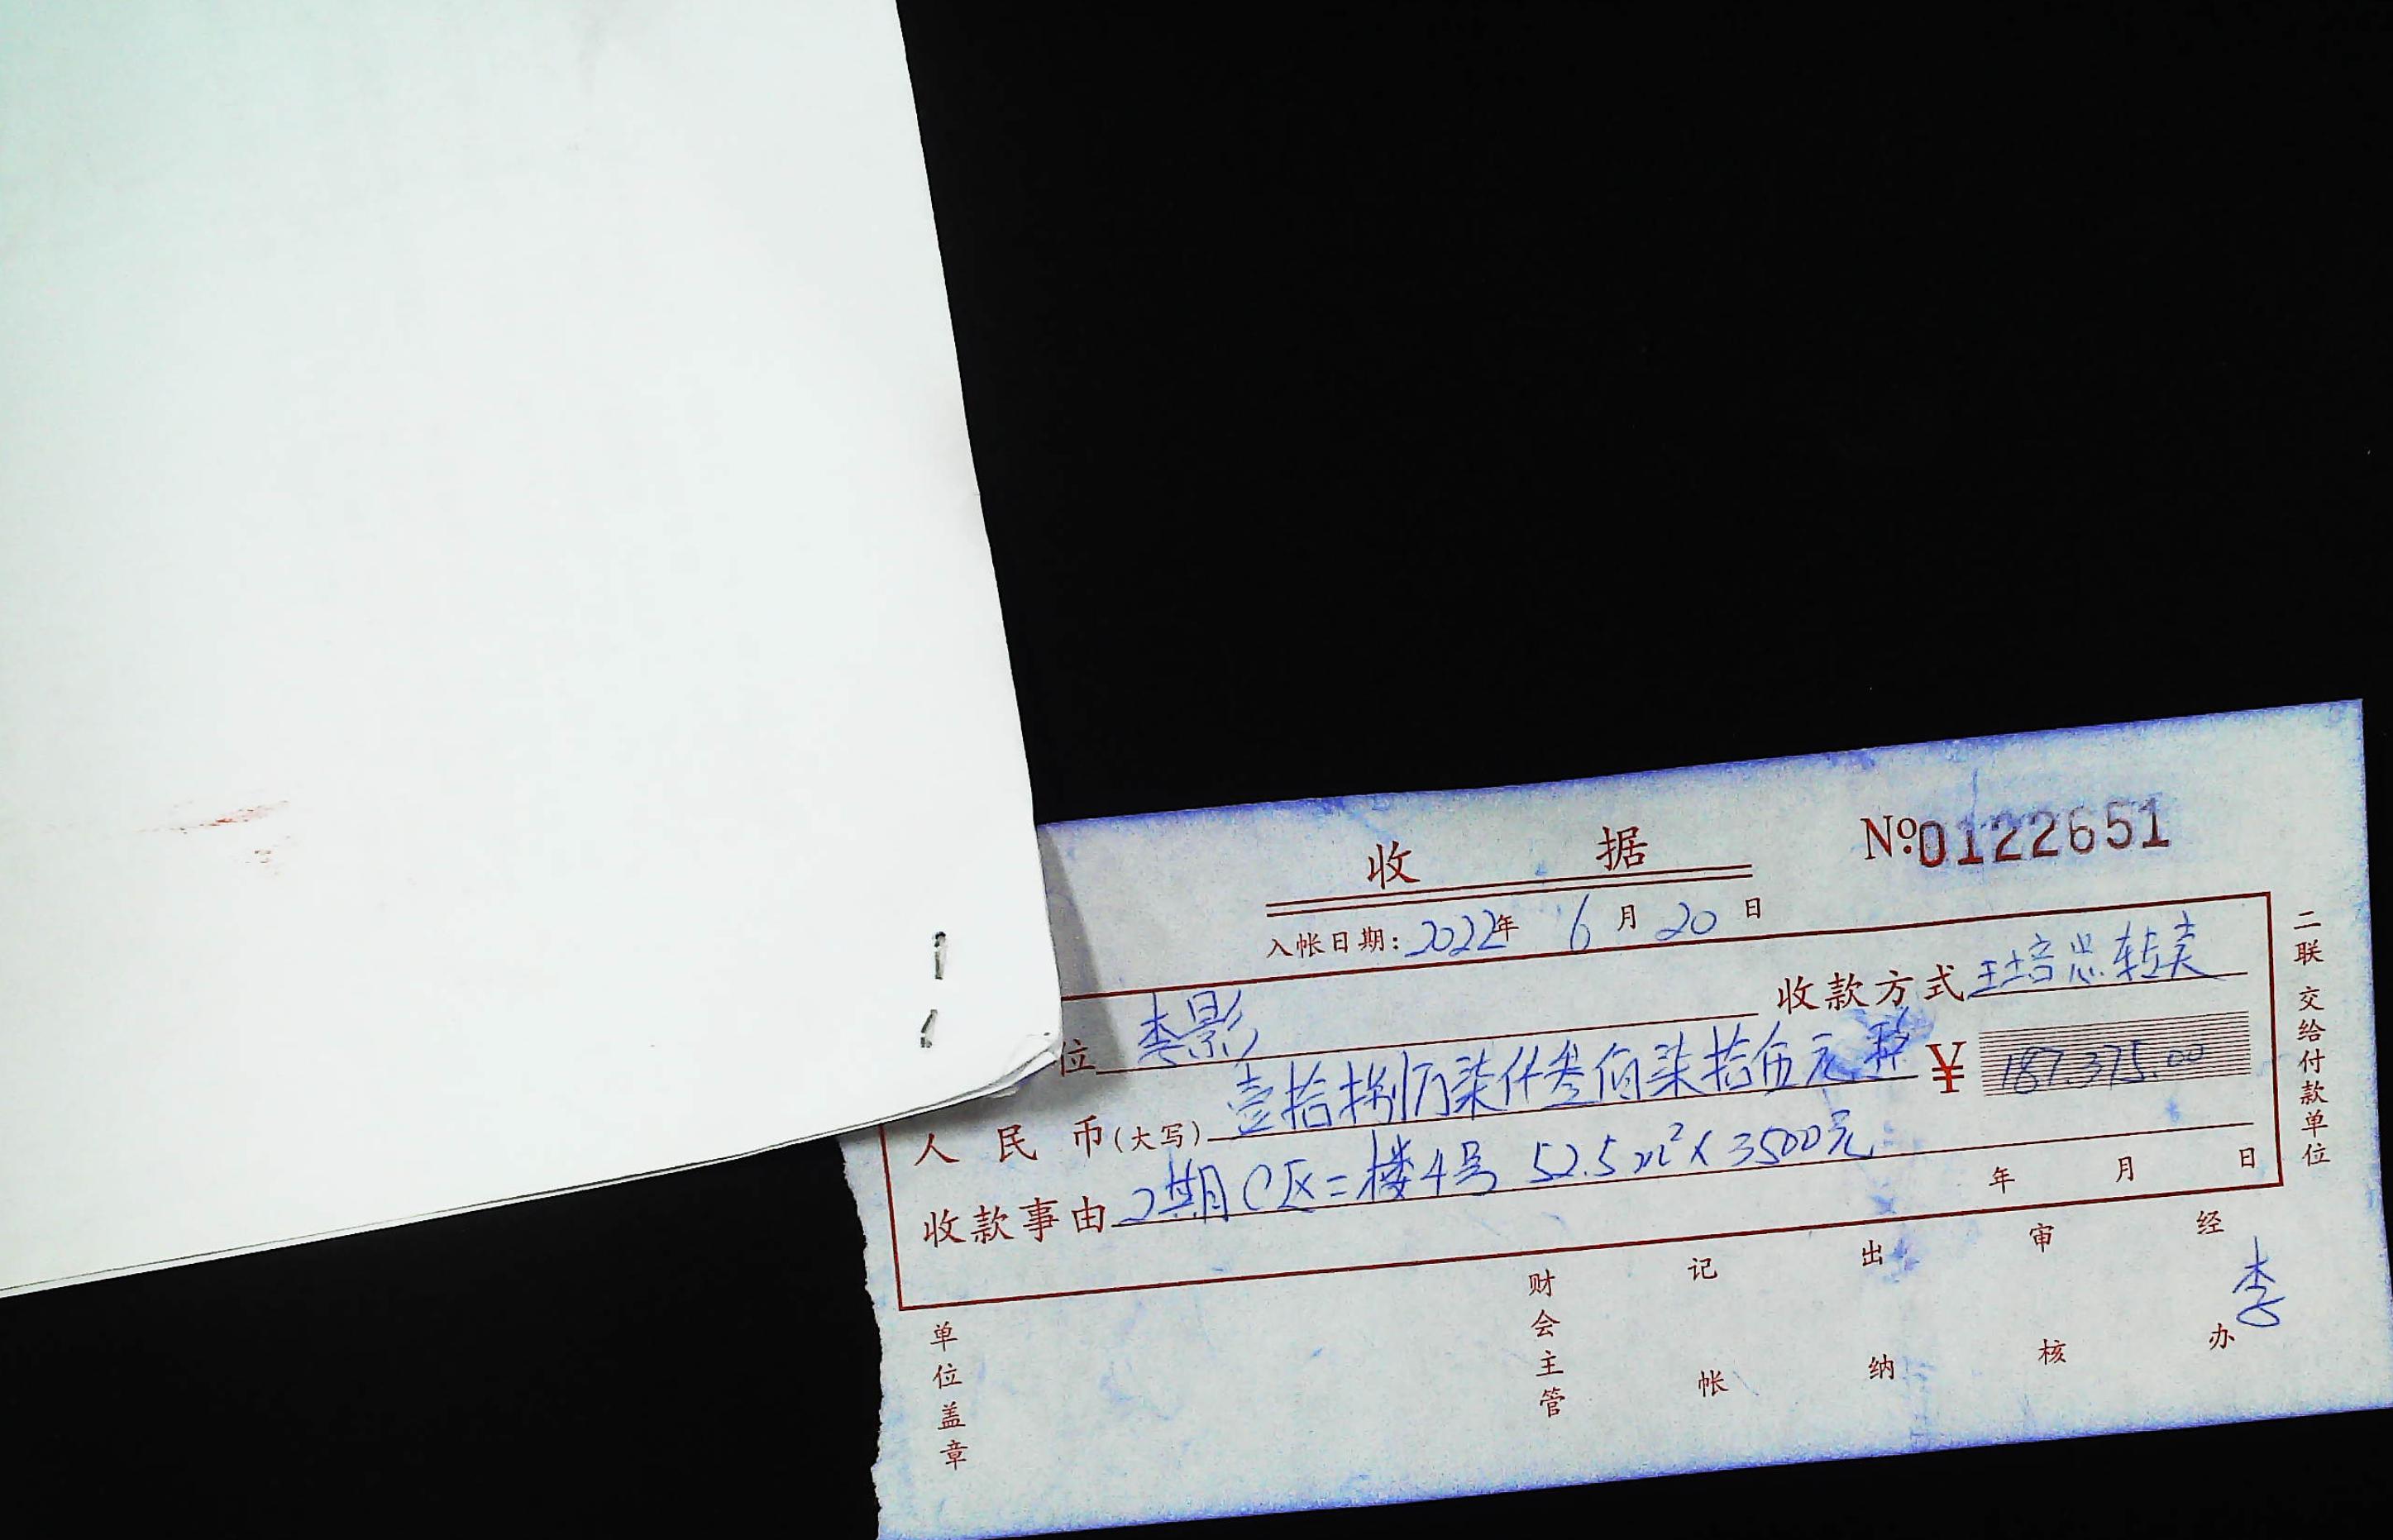 收 据
№0122651
入帐日期:2022年 6月20日
位 李影 收款方式 王培忠转卖
人民币(大写) 壹拾捌万柒仟叁佰柒拾伍元整 ¥ 187.375.00
收款事由 2期C区二楼4号 52.5m²×3500元
年 月 日
二联 交给付款单位
单位盖章 财会主管 记帐 出纳 审核 经办 李